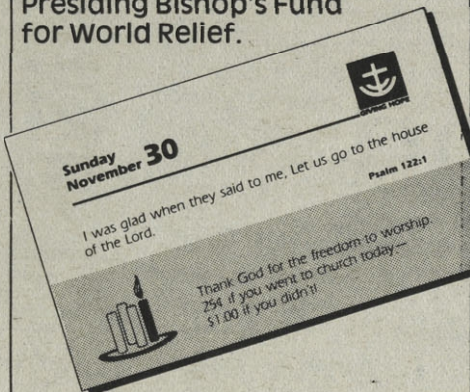 Presiding Bishop's Fund
for World Relief.
GIVING HOPE
Sunday
November 30
I was glad when they said to me, Let us go to the house
of the Lord.
Psalm 122:1
Thank God for the freedom to worship.
25¢ if you went to church today—
$1.00 if you didn't!